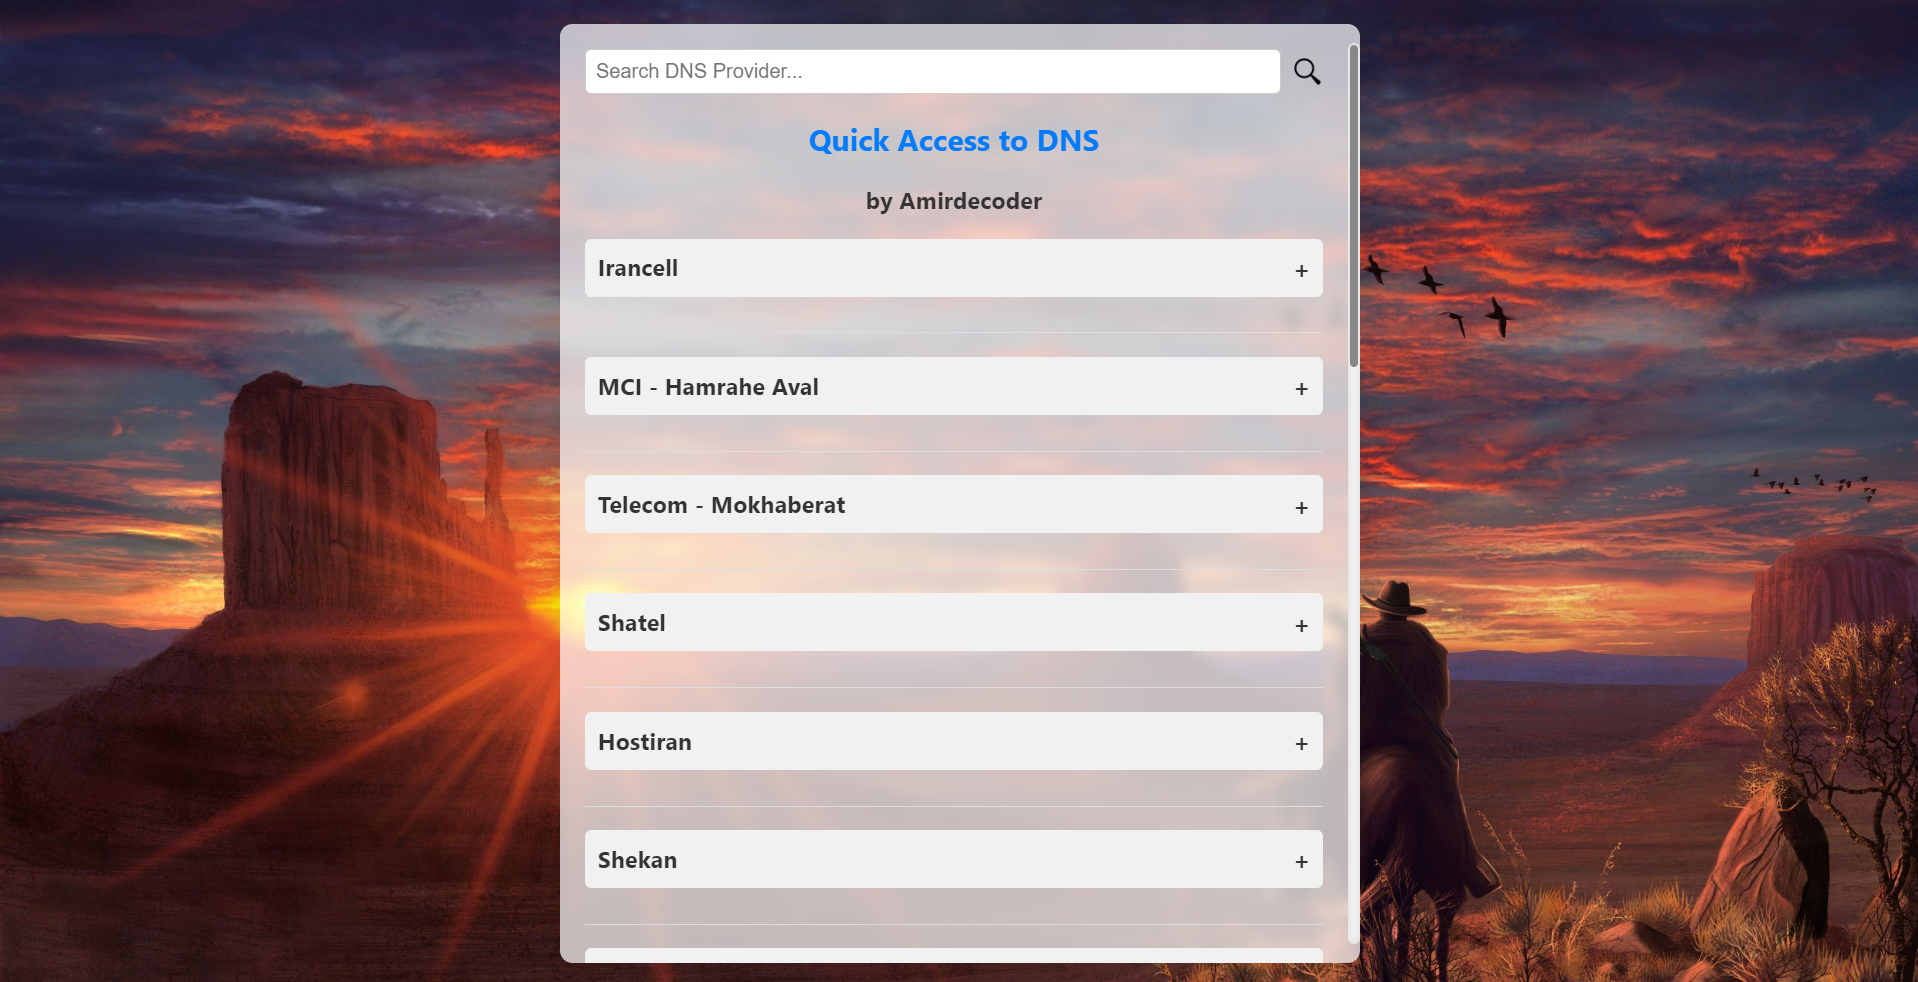 Search DNS Provider...
Quick Access to DNS
by Amirdecoder
Irancell +
MCI - Hamrahe Aval +
Telecom - Mokhaberat +
Shatel +
Hostiran +
Shekan +